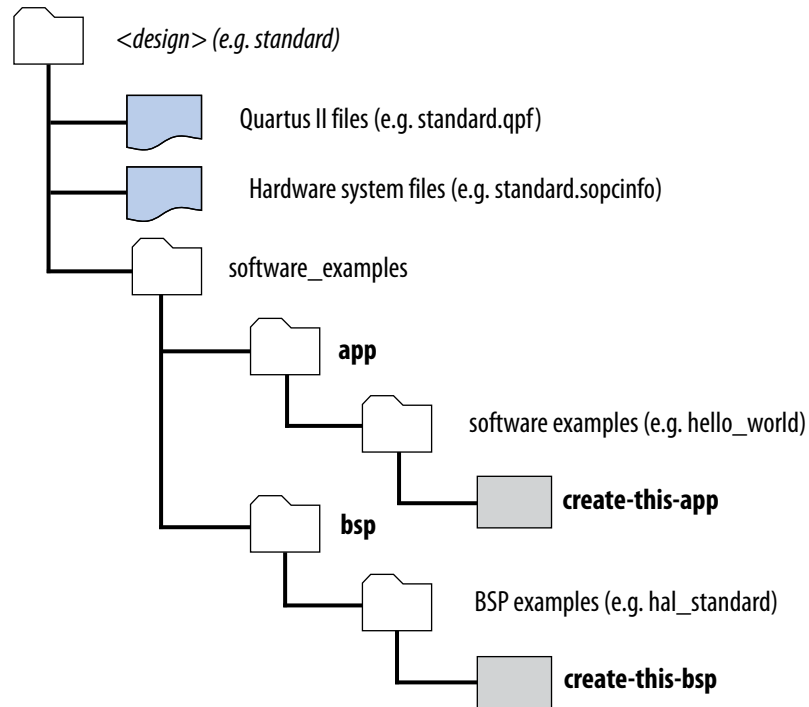 <design> (e.g. standard)
Quartus II files (e.g. standard.qpf)
Hardware system files (e.g. standard.sopcinfo)
software_examples
app
software examples (e.g. hello_world)
create-this-app
bsp
BSP examples (e.g. hal_standard)
create-this-bsp